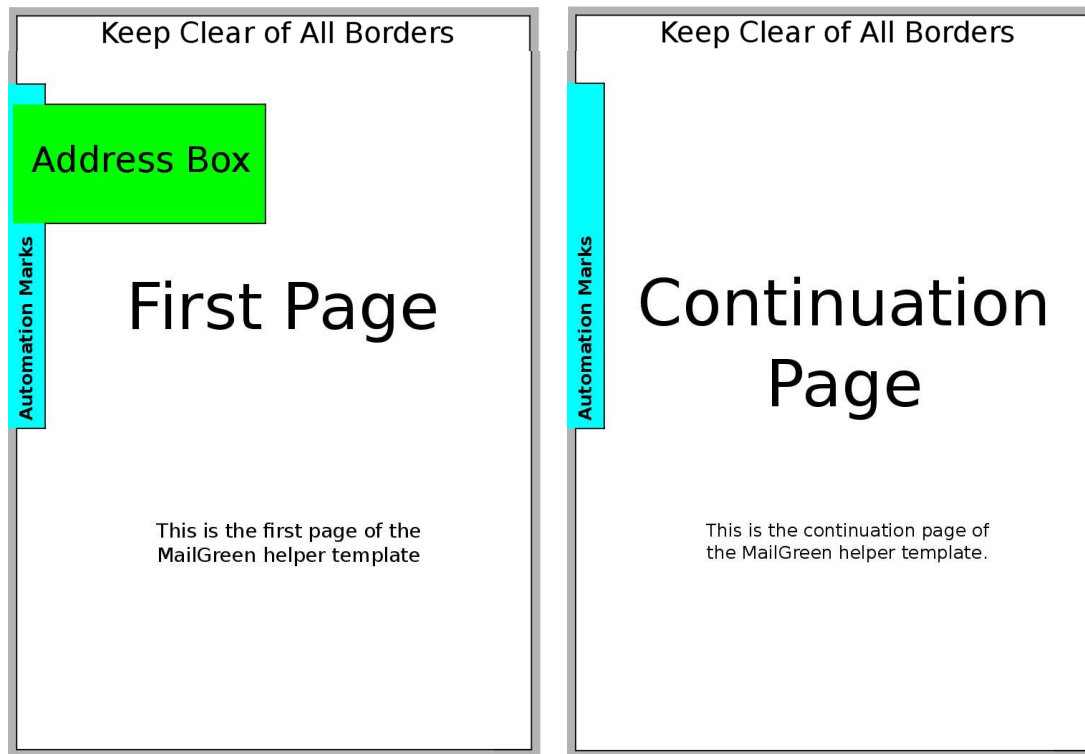 Keep Clear of All Borders
Address Box
Automation Marks
First Page
This is the first page of the
MailGreen helper template
Keep Clear of All Borders
Automation Marks
Continuation
Page
This is the continuation page of
the MailGreen helper template.